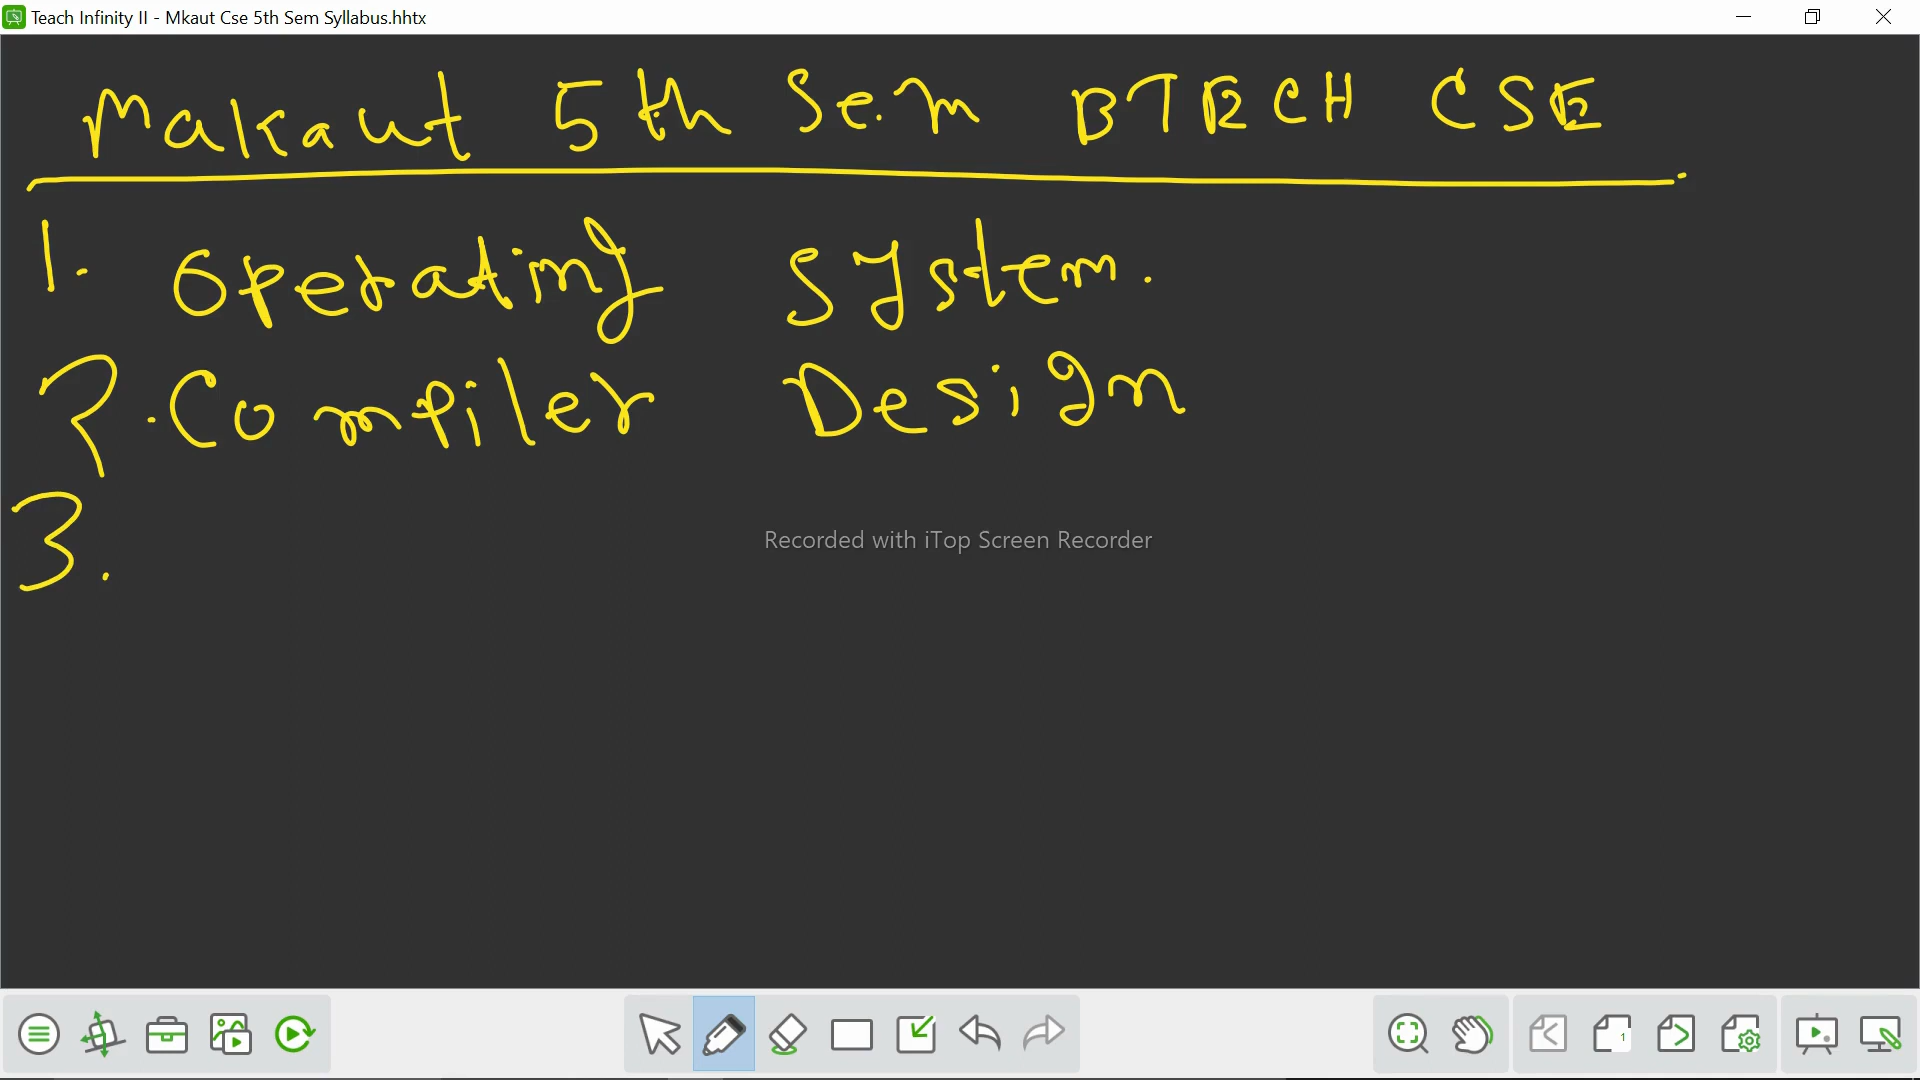 Teach Infinity II - Mkaut Cse 5th Sem Syllabus.hhtx
Makaut 5th Sem BTECH CSE
1. Operating System.
2. Compiler Design
3.
Recorded with iTop Screen Recorder
1